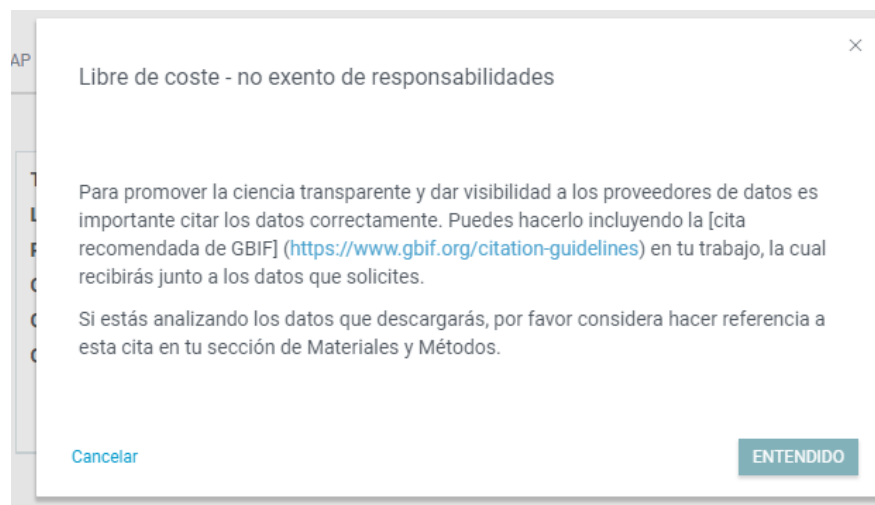 AP
Libre de coste - no exento de responsabilidades
Para promover la ciencia transparente y dar visibilidad a los proveedores de datos es
importante citar los datos correctamente. Puedes hacerlo incluyendo la [cita
recomendada de GBIF] (https://www.gbif.org/citation-guidelines) en tu trabajo, la cual
recibirás junto a los datos que solicites.
Si estás analizando los datos que descargarás, por favor considera hacer referencia a
esta cita en tu sección de Materiales y Métodos.
Cancelar
ENTENDIDO